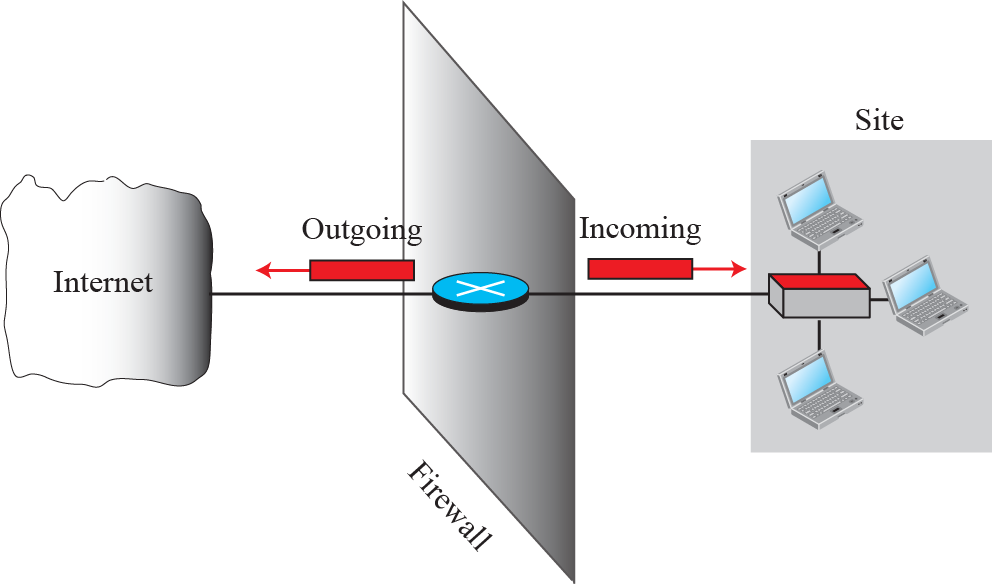 Site
Outgoing
Incoming
Internet
Firewall